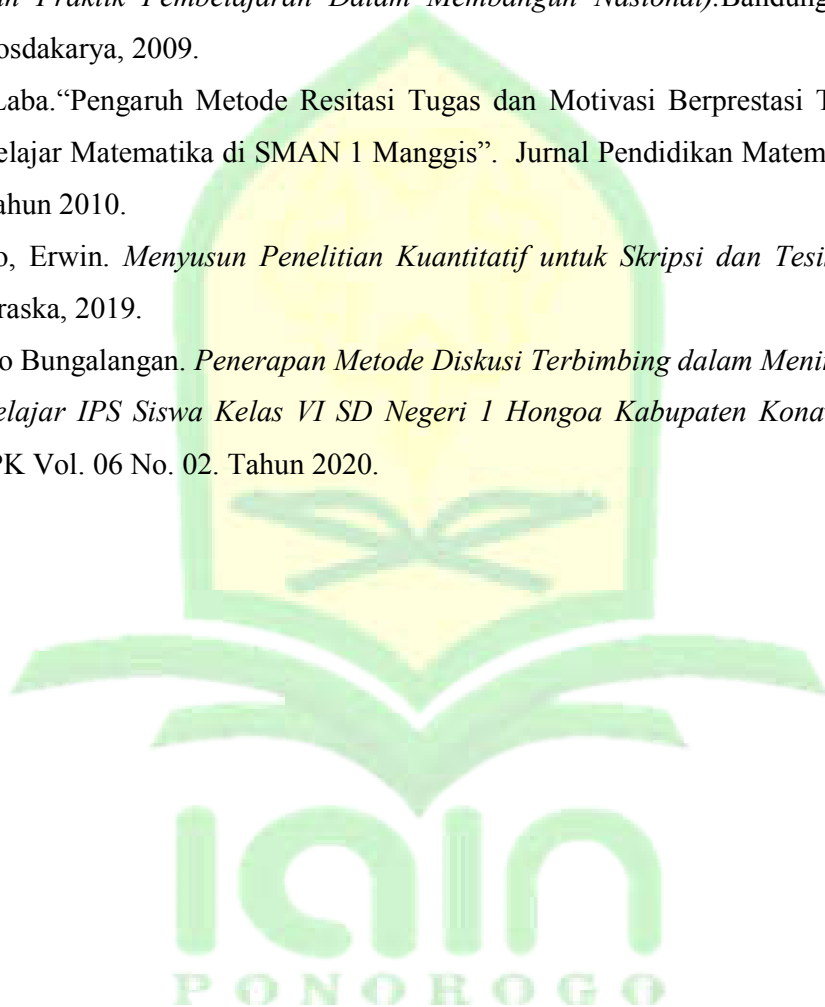 n Praktik Pembelajaran Dalam Membangun Nasional).Bandung
osdakarya, 2009.
Laba.“Pengaruh Metode Resitasi Tugas dan Motivasi Berprestasi T
elajar Matematika di SMAN 1 Manggis”. Jurnal Pendidikan Matem
ahun 2010.
o, Erwin. Menyusun Penelitian Kuantitatif untuk Skripsi dan Tesi
raska, 2019.
o Bungalangan. Penerapan Metode Diskusi Terbimbing dalam Menin
elajar IPS Siswa Kelas VI SD Negeri 1 Hongoa Kabupaten Kona
PK Vol. 06 No. 02. Tahun 2020.
iain
PONOROGO